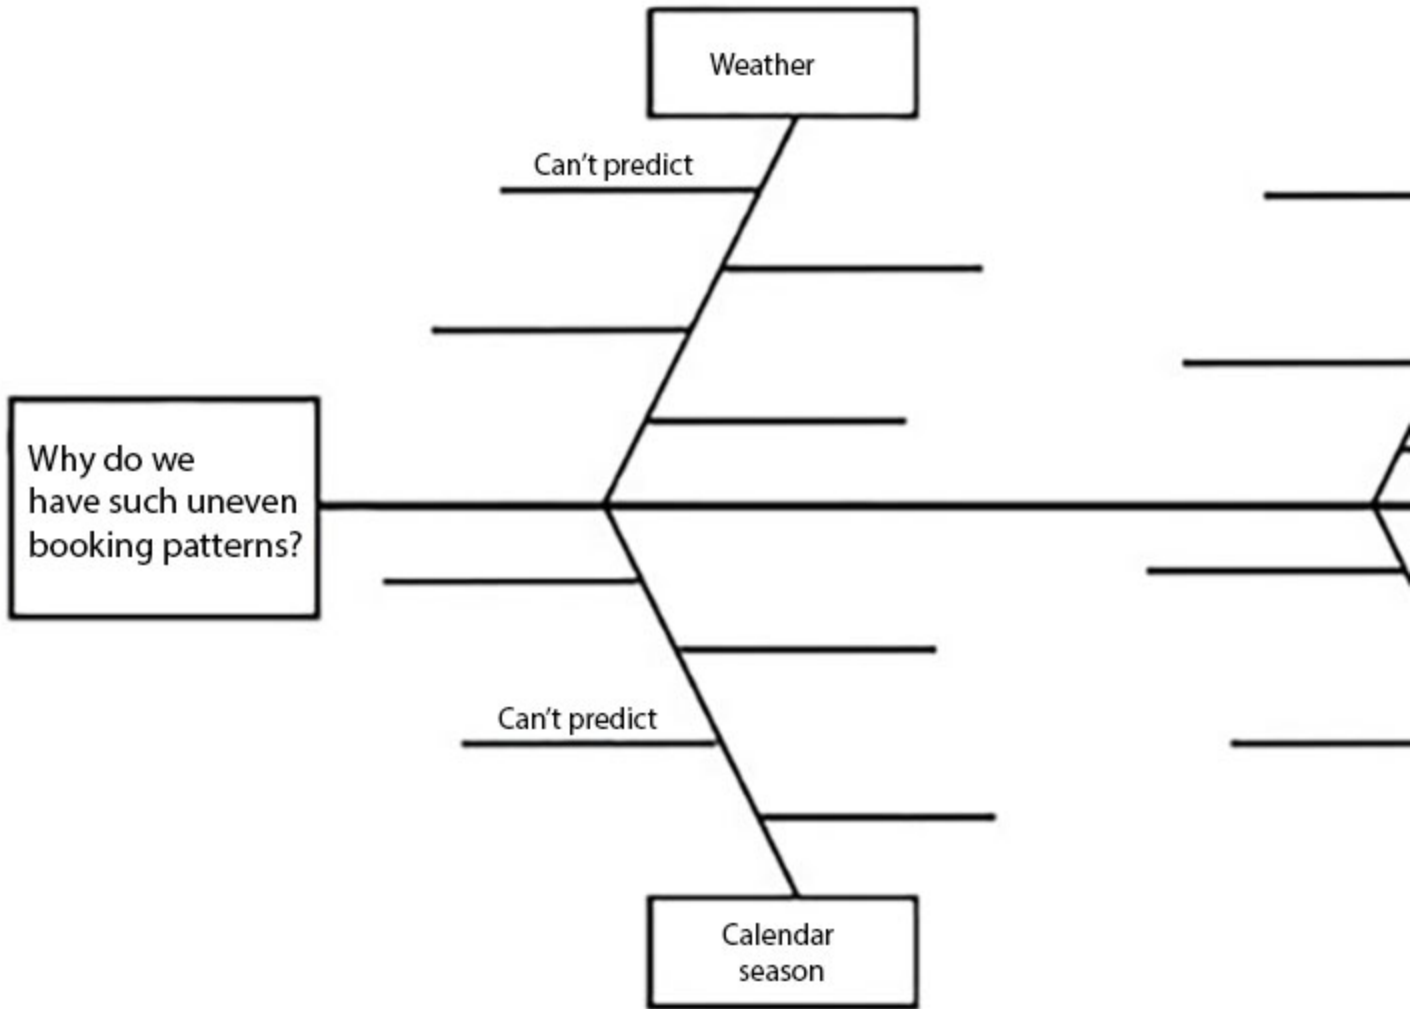 Weather
Can't predict
Why do we
have such uneven
booking patterns?
Can't predict
Calendar
season